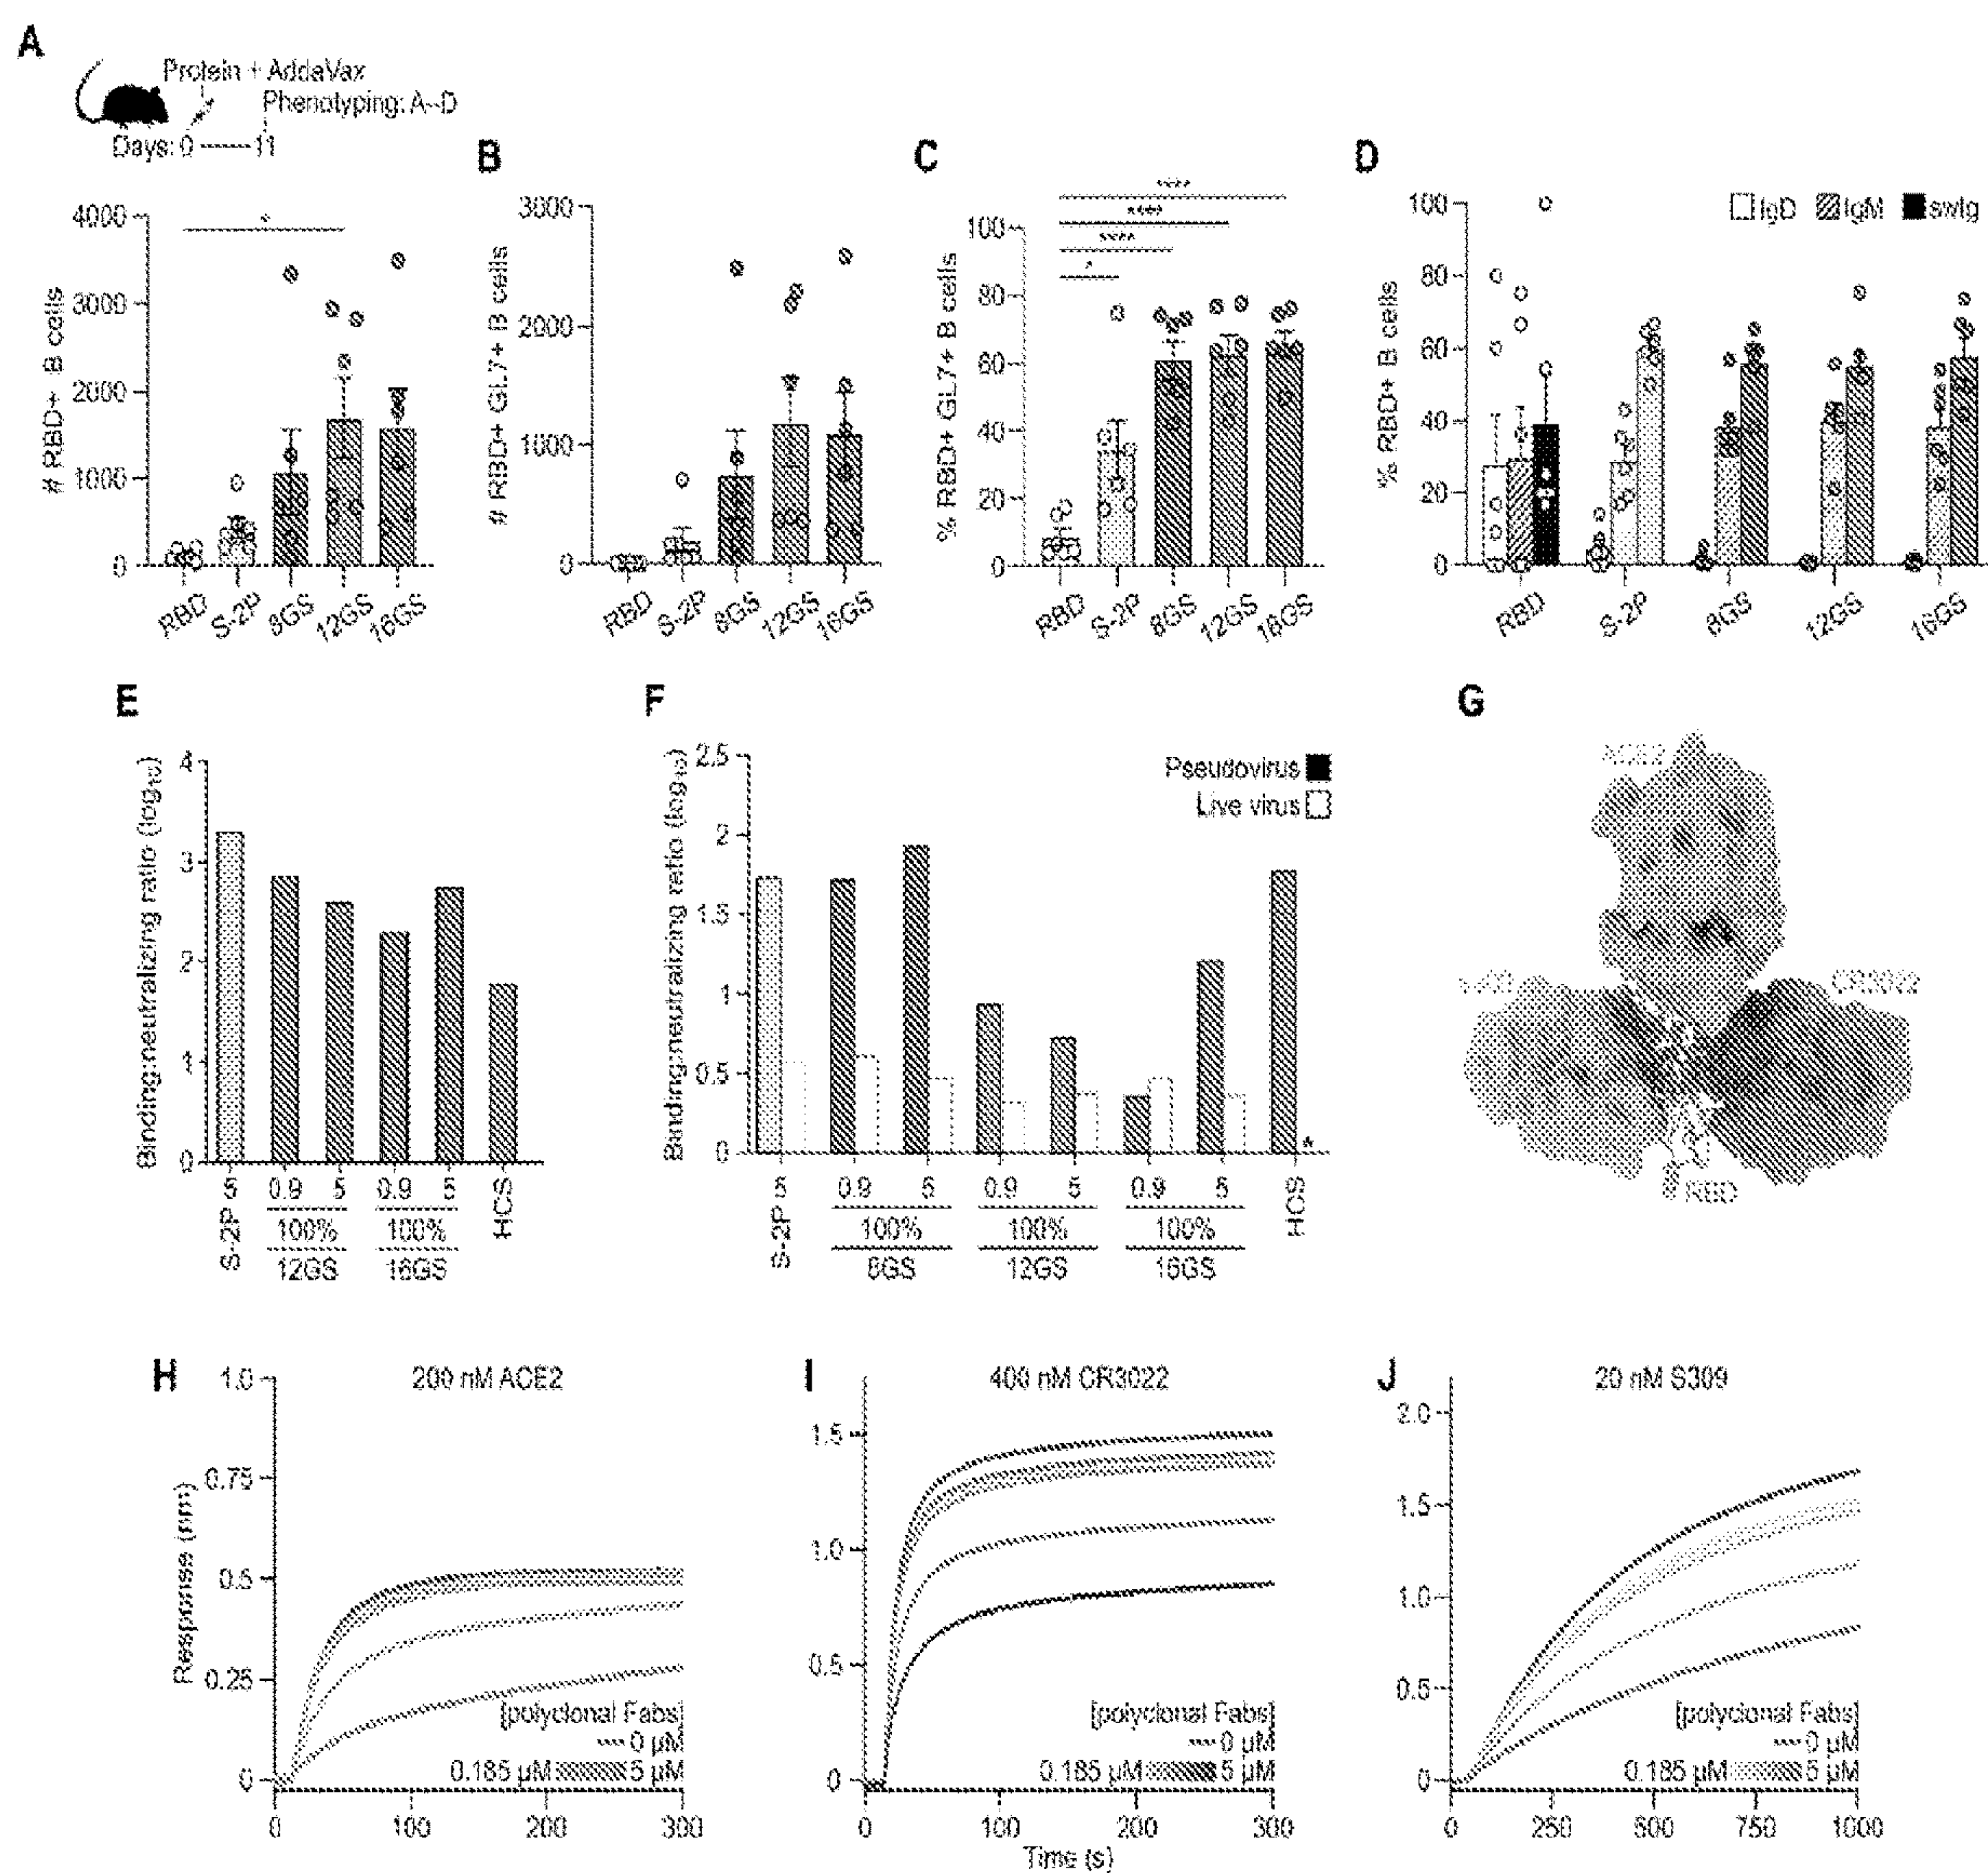 A
Protein + AddaVax
Phenotyping: A-D
Days: 0 11
# RBD+ B cells
4000
3000
2000
1000
0
*
RBD
S-2P
8GS
12GS
16GS
B
# RBD+ GL7+ B cells
3000
2000
1000
0
RBD
S-2P
8GS
12GS
16GS
C
% RBD+ GL7+ B cells
100
80
60
40
20
0
****
****
****
*
RBD
S-2P
8GS
12GS
16GS
D
% RBD+ B cells
100
80
60
40
20
0
IgD IgM swIg
RBD
S-2P
8GS
12GS
16GS
E
Binding:neutralizing ratio (log₁₀)
4
3
2
1
0
5 0.9 5 0.9 5
S-2P
100% 100%
12GS 16GS
HCS
F
Binding:neutralizing ratio (log₁₀)
2.5
2
1.5
1
0.5
0
Pseudovirus
Live virus
*
5 0.9 5 0.9 5 0.9 5
S-2P
100% 100% 100%
8GS 12GS 16GS
HCS
G
ACE2
S309
CR3022
RBD
H
200 nM ACE2
Response (nm)
1.0
0.75
0.5
0.25
0
[polyclonal Fabs]
0 µM
0.185 µM 5 µM
0 100 200 300
I
400 nM CR3022
1.5
1.0
0.5
0
[polyclonal Fabs]
0 µM
0.185 µM 5 µM
0 100 200 300
Time (s)
J
20 nM S309
2.0
1.5
1.0
0.5
0
[polyclonal Fabs]
0 µM
0.185 µM 5 µM
0 250 500 750 1000